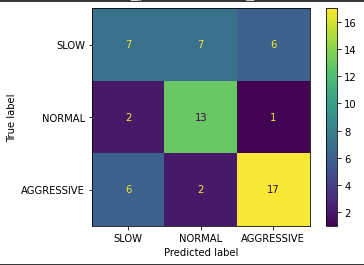 SLOW
7 7 6
NORMAL
2 13 1
AGGRESSIVE
6 2 17
True label
SLOW NORMAL AGGRESSIVE
Predicted label
16
14
12
10
8
6
4
2